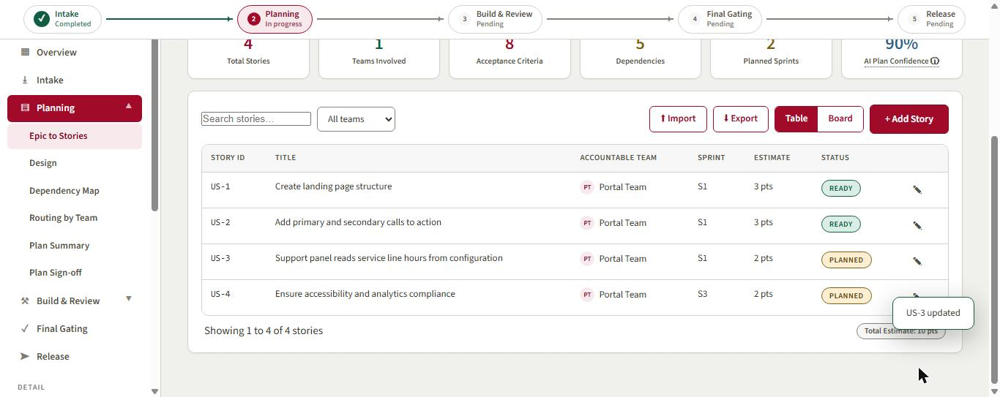 Intake
Completed
2
Planning
In progress
3
Build & Review
Pending
4
Final Gating
Pending
5
Release
Pending
Overview
Intake
Planning
Epic to Stories
Design
Dependency Map
Routing by Team
Plan Summary
Plan Sign-off
Build & Review
Final Gating
Release
DETAIL
4
Total Stories
1
Teams Involved
8
Acceptance Criteria
5
Dependencies
2
Planned Sprints
90%
AI Plan Confidence
Search stories…
All teams
Import
Export
Table
Board
+ Add Story
STORY ID TITLE ACCOUNTABLE TEAM SPRINT ESTIMATE STATUS
US-1 Create landing page structure PT Portal Team S1 3 pts READY
US-2 Add primary and secondary calls to action PT Portal Team S1 3 pts READY
US-3 Support panel reads service line hours from configuration PT Portal Team S1 2 pts PLANNED
US-4 Ensure accessibility and analytics compliance PT Portal Team S3 2 pts PLANNED
US-3 updated
Showing 1 to 4 of 4 stories
Total Estimate: 10 pts